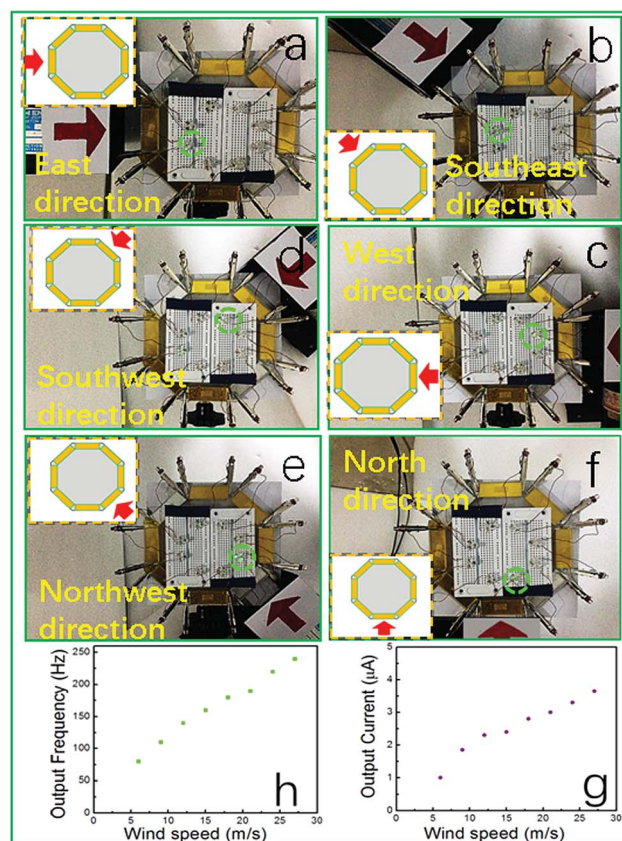 a
East
direction
b
Southeast
direction
d
Southwest
direction
c
West
direction
e
Northwest
direction
f
North
direction
250
200
150
100
50
0
Output Frequency (Hz)
0 5 10 15 20 25 30
Wind speed (m/s)
h
5
4
3
2
1
0
Output Current (μA)
0 5 10 15 20 25 30
Wind speed (m/s)
g